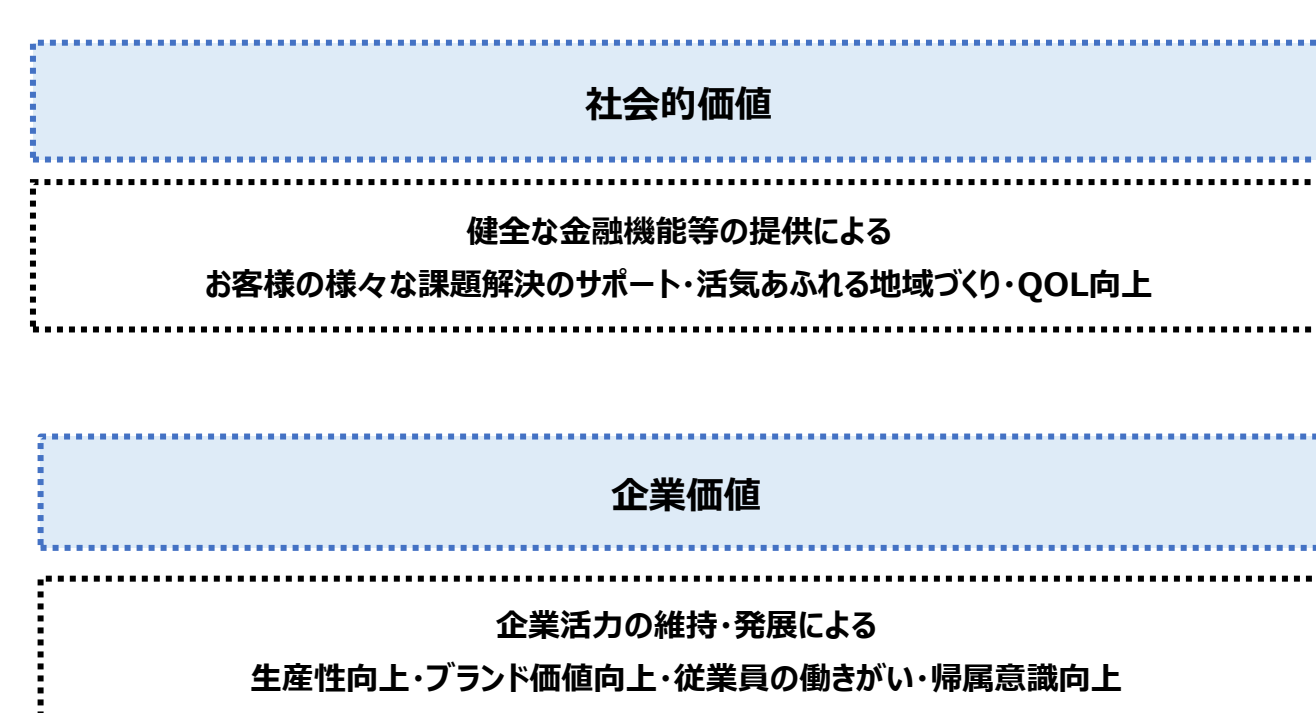 社会的価値
健全な金融機能等の提供による
お客様の様々な課題解決のサポート・活気あふれる地域づくり・QOL向上
企業価値
企業活力の維持・発展による
生産性向上・ブランド価値向上・従業員の働きがい・帰属意識向上